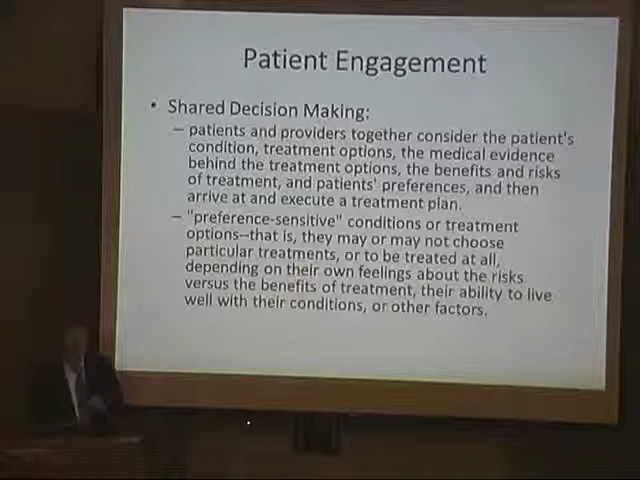 Patient Engagement
• Shared Decision Making:
– patients and providers together consider the patient's
condition, treatment options, the medical evidence
behind the treatment options, the benefits and risks
of treatment, and patients' preferences, and then
arrive at and execute a treatment plan.
– "preference-sensitive" conditions or treatment
options—that is, they may or may not choose
particular treatments, or to be treated at all,
depending on their own feelings about the risks
versus the benefits of treatment, their ability to live
well with their conditions, or other factors.